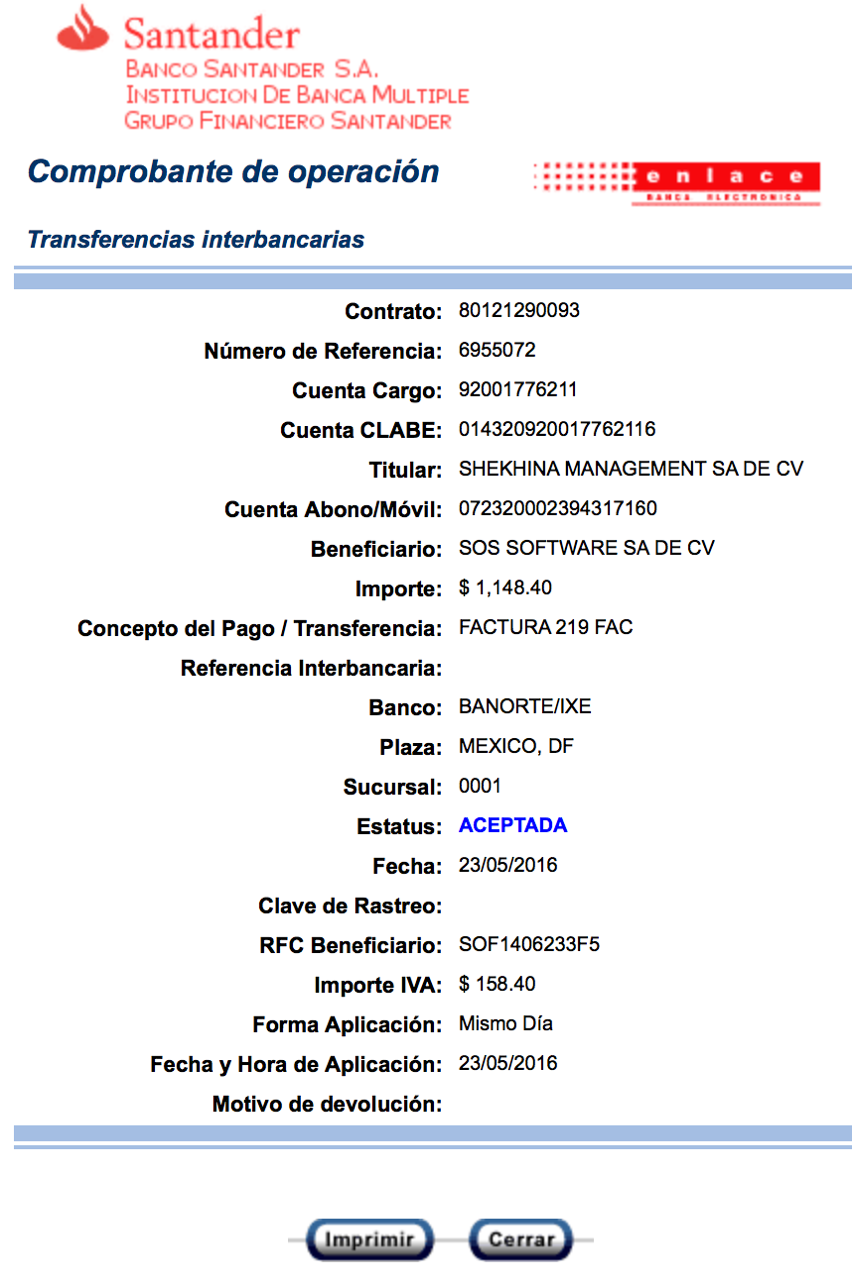 Santander
BANCO SANTANDER S.A.
INSTITUCION DE BANCA MULTIPLE
GRUPO FINANCIERO SANTANDER
Comprobante de operación
enlace
BANCA ELECTRONICA
Transferencias interbancarias
Contrato: 80121290093
Número de Referencia: 6955072
Cuenta Cargo: 92001776211
Cuenta CLABE: 014320920017762116
Titular: SHEKHINA MANAGEMENT SA DE CV
Cuenta Abono/Móvil: 072320002394317160
Beneficiario: SOS SOFTWARE SA DE CV
Importe: $ 1,148.40
Concepto del Pago / Transferencia: FACTURA 219 FAC
Referencia Interbancaria:
Banco: BANORTE/IXE
Plaza: MEXICO, DF
Sucursal: 0001
Estatus: ACEPTADA
Fecha: 23/05/2016
Clave de Rastreo:
RFC Beneficiario: SOF1406233F5
Importe IVA: $ 158.40
Forma Aplicación: Mismo Día
Fecha y Hora de Aplicación: 23/05/2016
Motivo de devolución:
Imprimir Cerrar